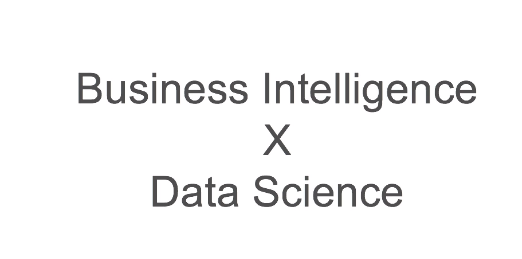 Business Intelligence
X
Data Science